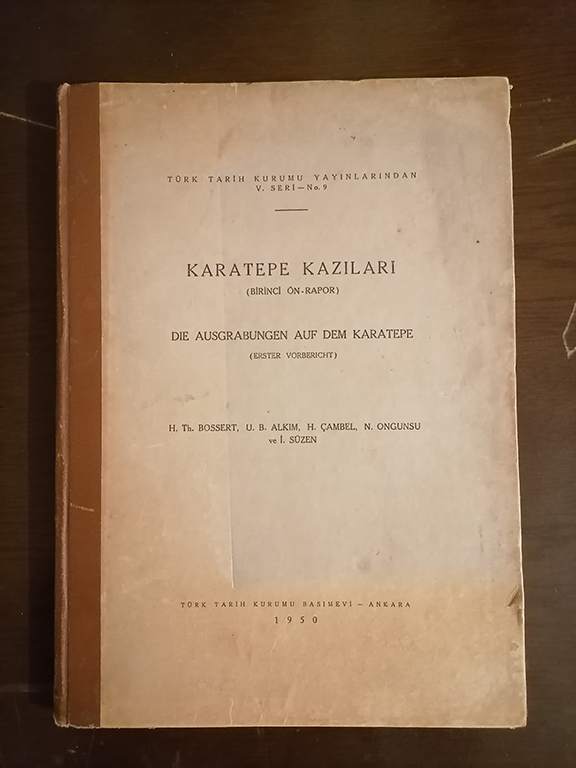 TÜRK TARİH KURUMU YAYINLARINDAN
V. SERİ — No. 9
KARATEPE KAZILARI
(BİRİNCİ ÖN-RAPOR)
DIE AUSGRABUNGEN AUF DEM KARATEPE
(ERSTER VORBERICHT)
H. Th. BOSSERT, U. B. ALKIM, H. ÇAMBEL, N. ONGUNSU
ve İ. SÜZEN
TÜRK TARİH KURUMU BASIMEVİ — ANKARA
1950